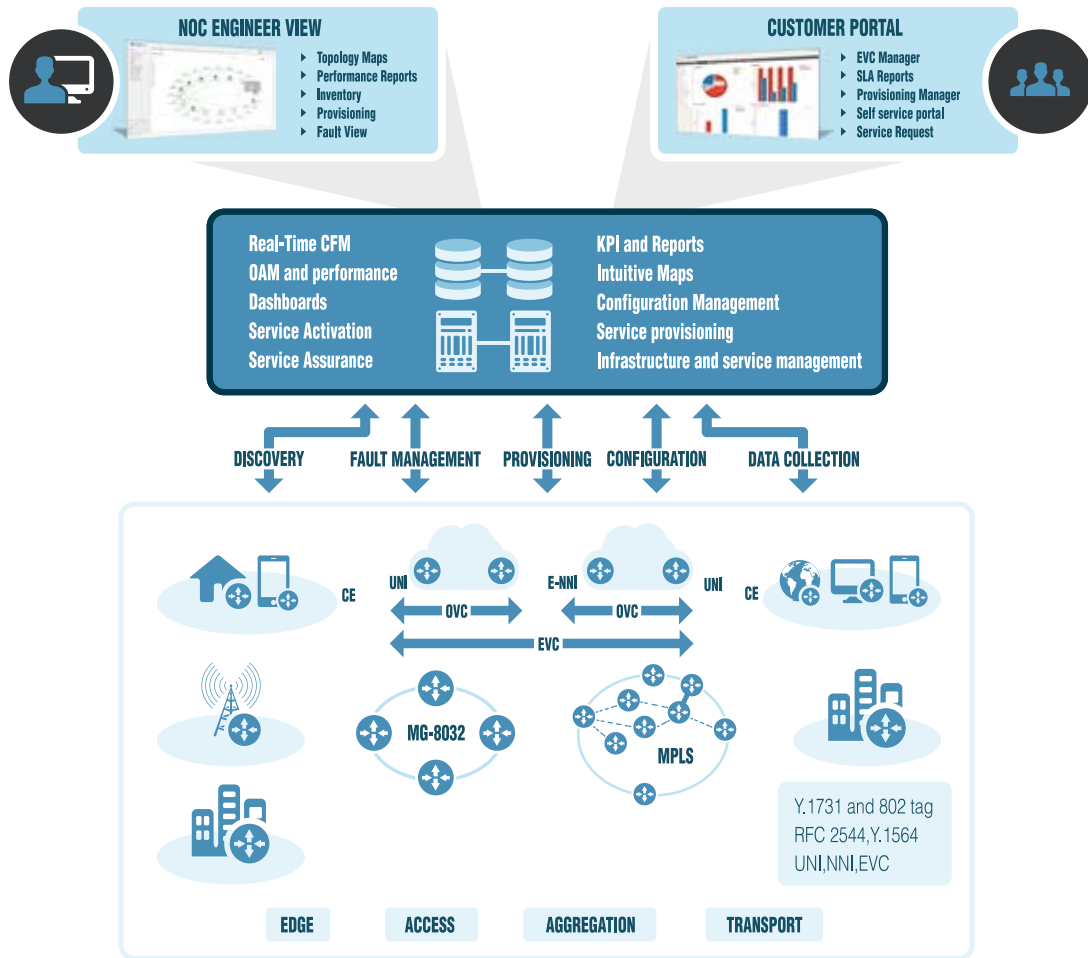 NOC ENGINEER VIEW
Topology Maps
Performance Reports
Inventory
Provisioning
Fault View
CUSTOMER PORTAL
EVC Manager
SLA Reports
Provisioning Manager
Self service portal
Service Request
Real-Time CFM
OAM and performance
Dashboards
Service Activation
Service Assurance
KPI and Reports
Intuitive Maps
Configuration Management
Service provisioning
Infrastructure and service management
DISCOVERY
FAULT MANAGEMENT
PROVISIONING
CONFIGURATION
DATA COLLECTION
CE
UNI
E-NNI
UNI
CE
OVC
OVC
EVC
MG-8032
MPLS
Y.1731 and 802 tag
RFC 2544,Y.1564
UNI,NNI,EVC
EDGE
ACCESS
AGGREGATION
TRANSPORT